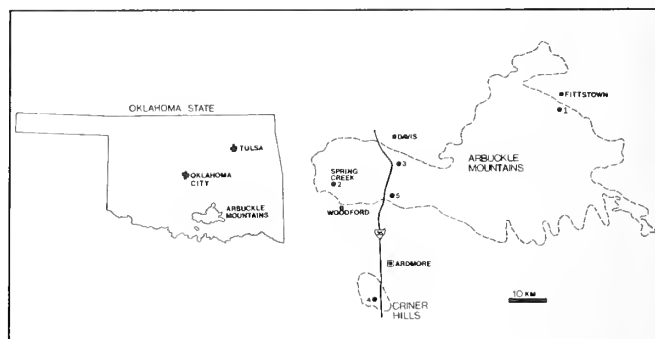 OKLAHOMA STATE
TULSA
OKLAHOMA
CITY
ARBUCKLE
MOUNTAINS
FITTSTOWN
1
DAVIS
3
ARBUCKLE
MOUNTAINS
SPRING
CREEK
2
5
WOODFORD
35
ARDMORE
4
CRINER
HILLS
10 KM